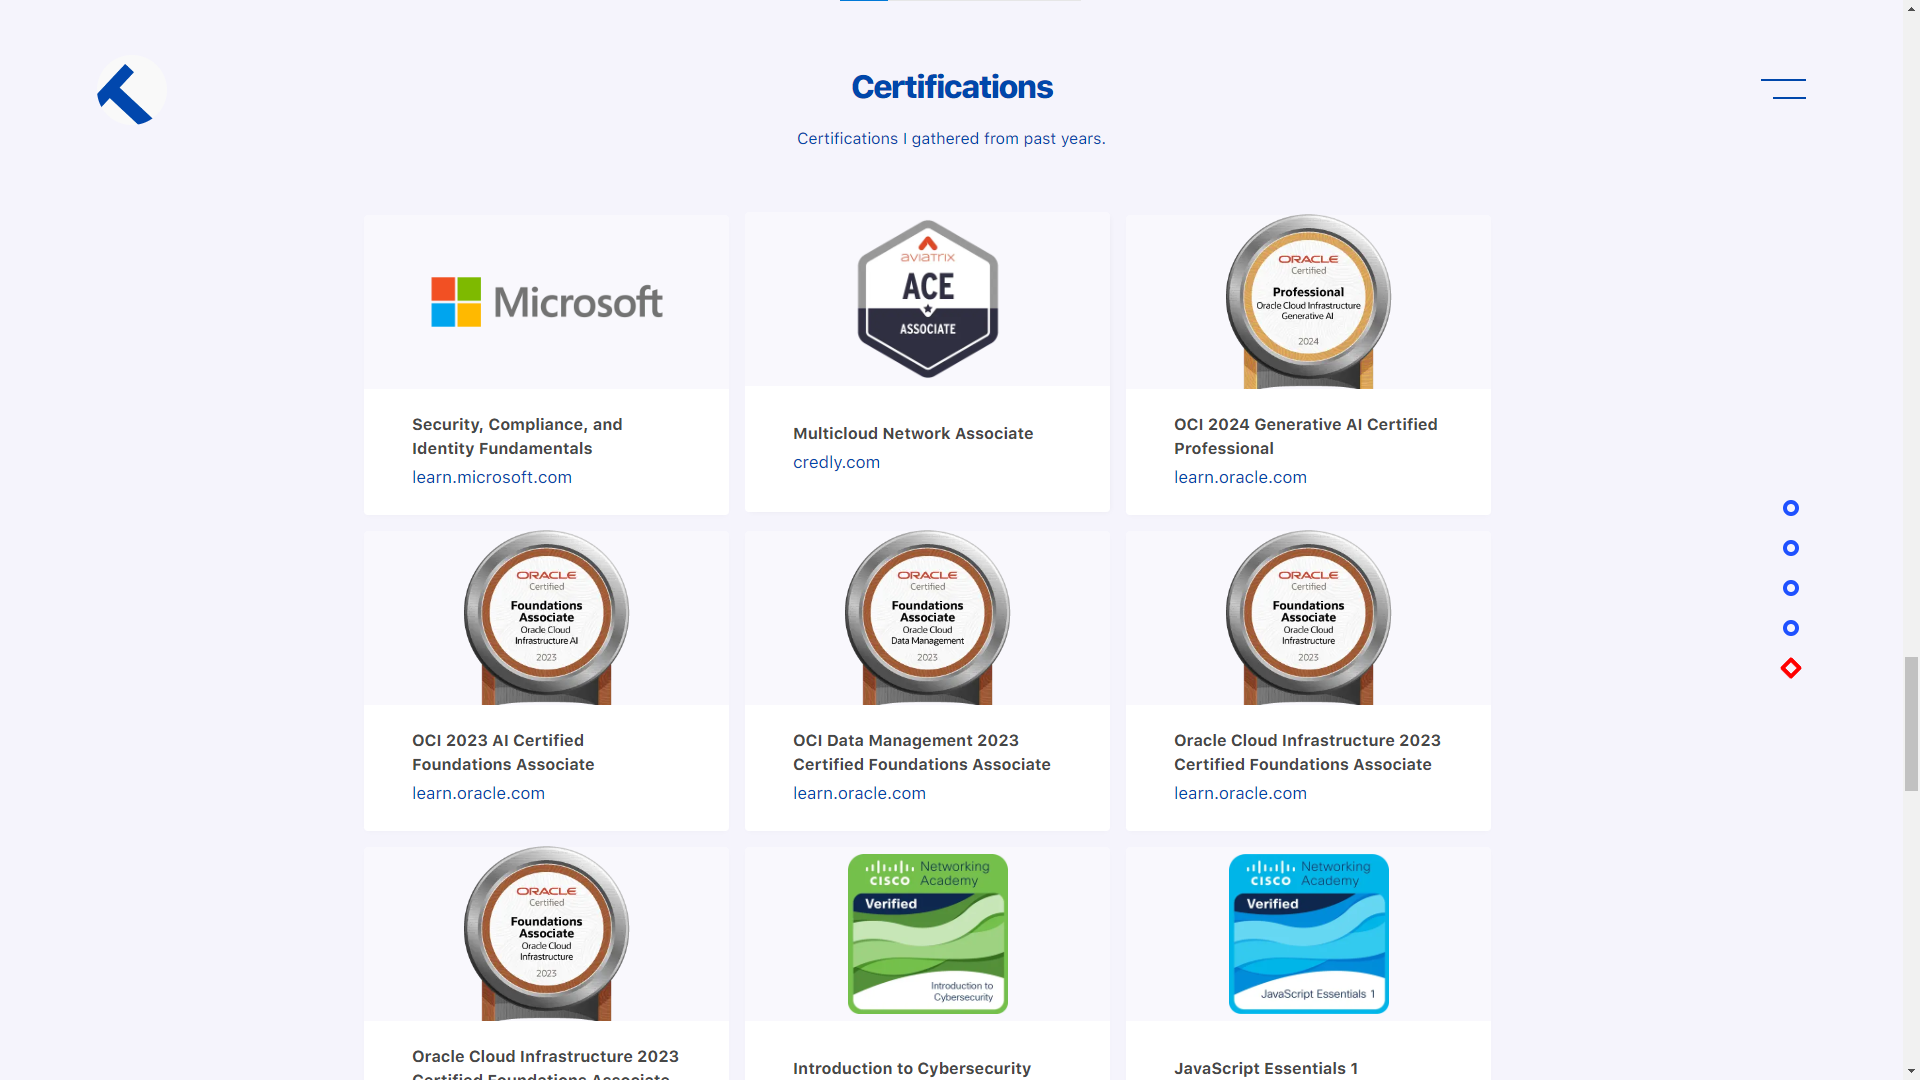 Certifications
Certifications I gathered from past years.
Microsoft
Security, Compliance, and
Identity Fundamentals
learn.microsoft.com
aviatrix
ACE
ASSOCIATE
Multicloud Network Associate
credly.com
ORACLE
Certified
Professional
Oracle Cloud Infrastructure
Generative AI
2024
OCI 2024 Generative AI Certified
Professional
learn.oracle.com
ORACLE
Certified
Foundations
Associate
Oracle Cloud
Infrastructure AI
2023
OCI 2023 AI Certified
Foundations Associate
learn.oracle.com
ORACLE
Certified
Foundations
Associate
Oracle Cloud
Data Management
2023
OCI Data Management 2023
Certified Foundations Associate
learn.oracle.com
ORACLE
Certified
Foundations
Associate
Oracle Cloud
Infrastructure
2023
Oracle Cloud Infrastructure 2023
Certified Foundations Associate
learn.oracle.com
ORACLE
Certified
Foundations
Associate
Oracle Cloud
Infrastructure
2023
Oracle Cloud Infrastructure 2023
Certified Foundations Associate
CISCO
Networking
Academy
Verified
Introduction to
Cybersecurity
Introduction to Cybersecurity
CISCO
Networking
Academy
Verified
JavaScript Essentials 1
JavaScript Essentials 1